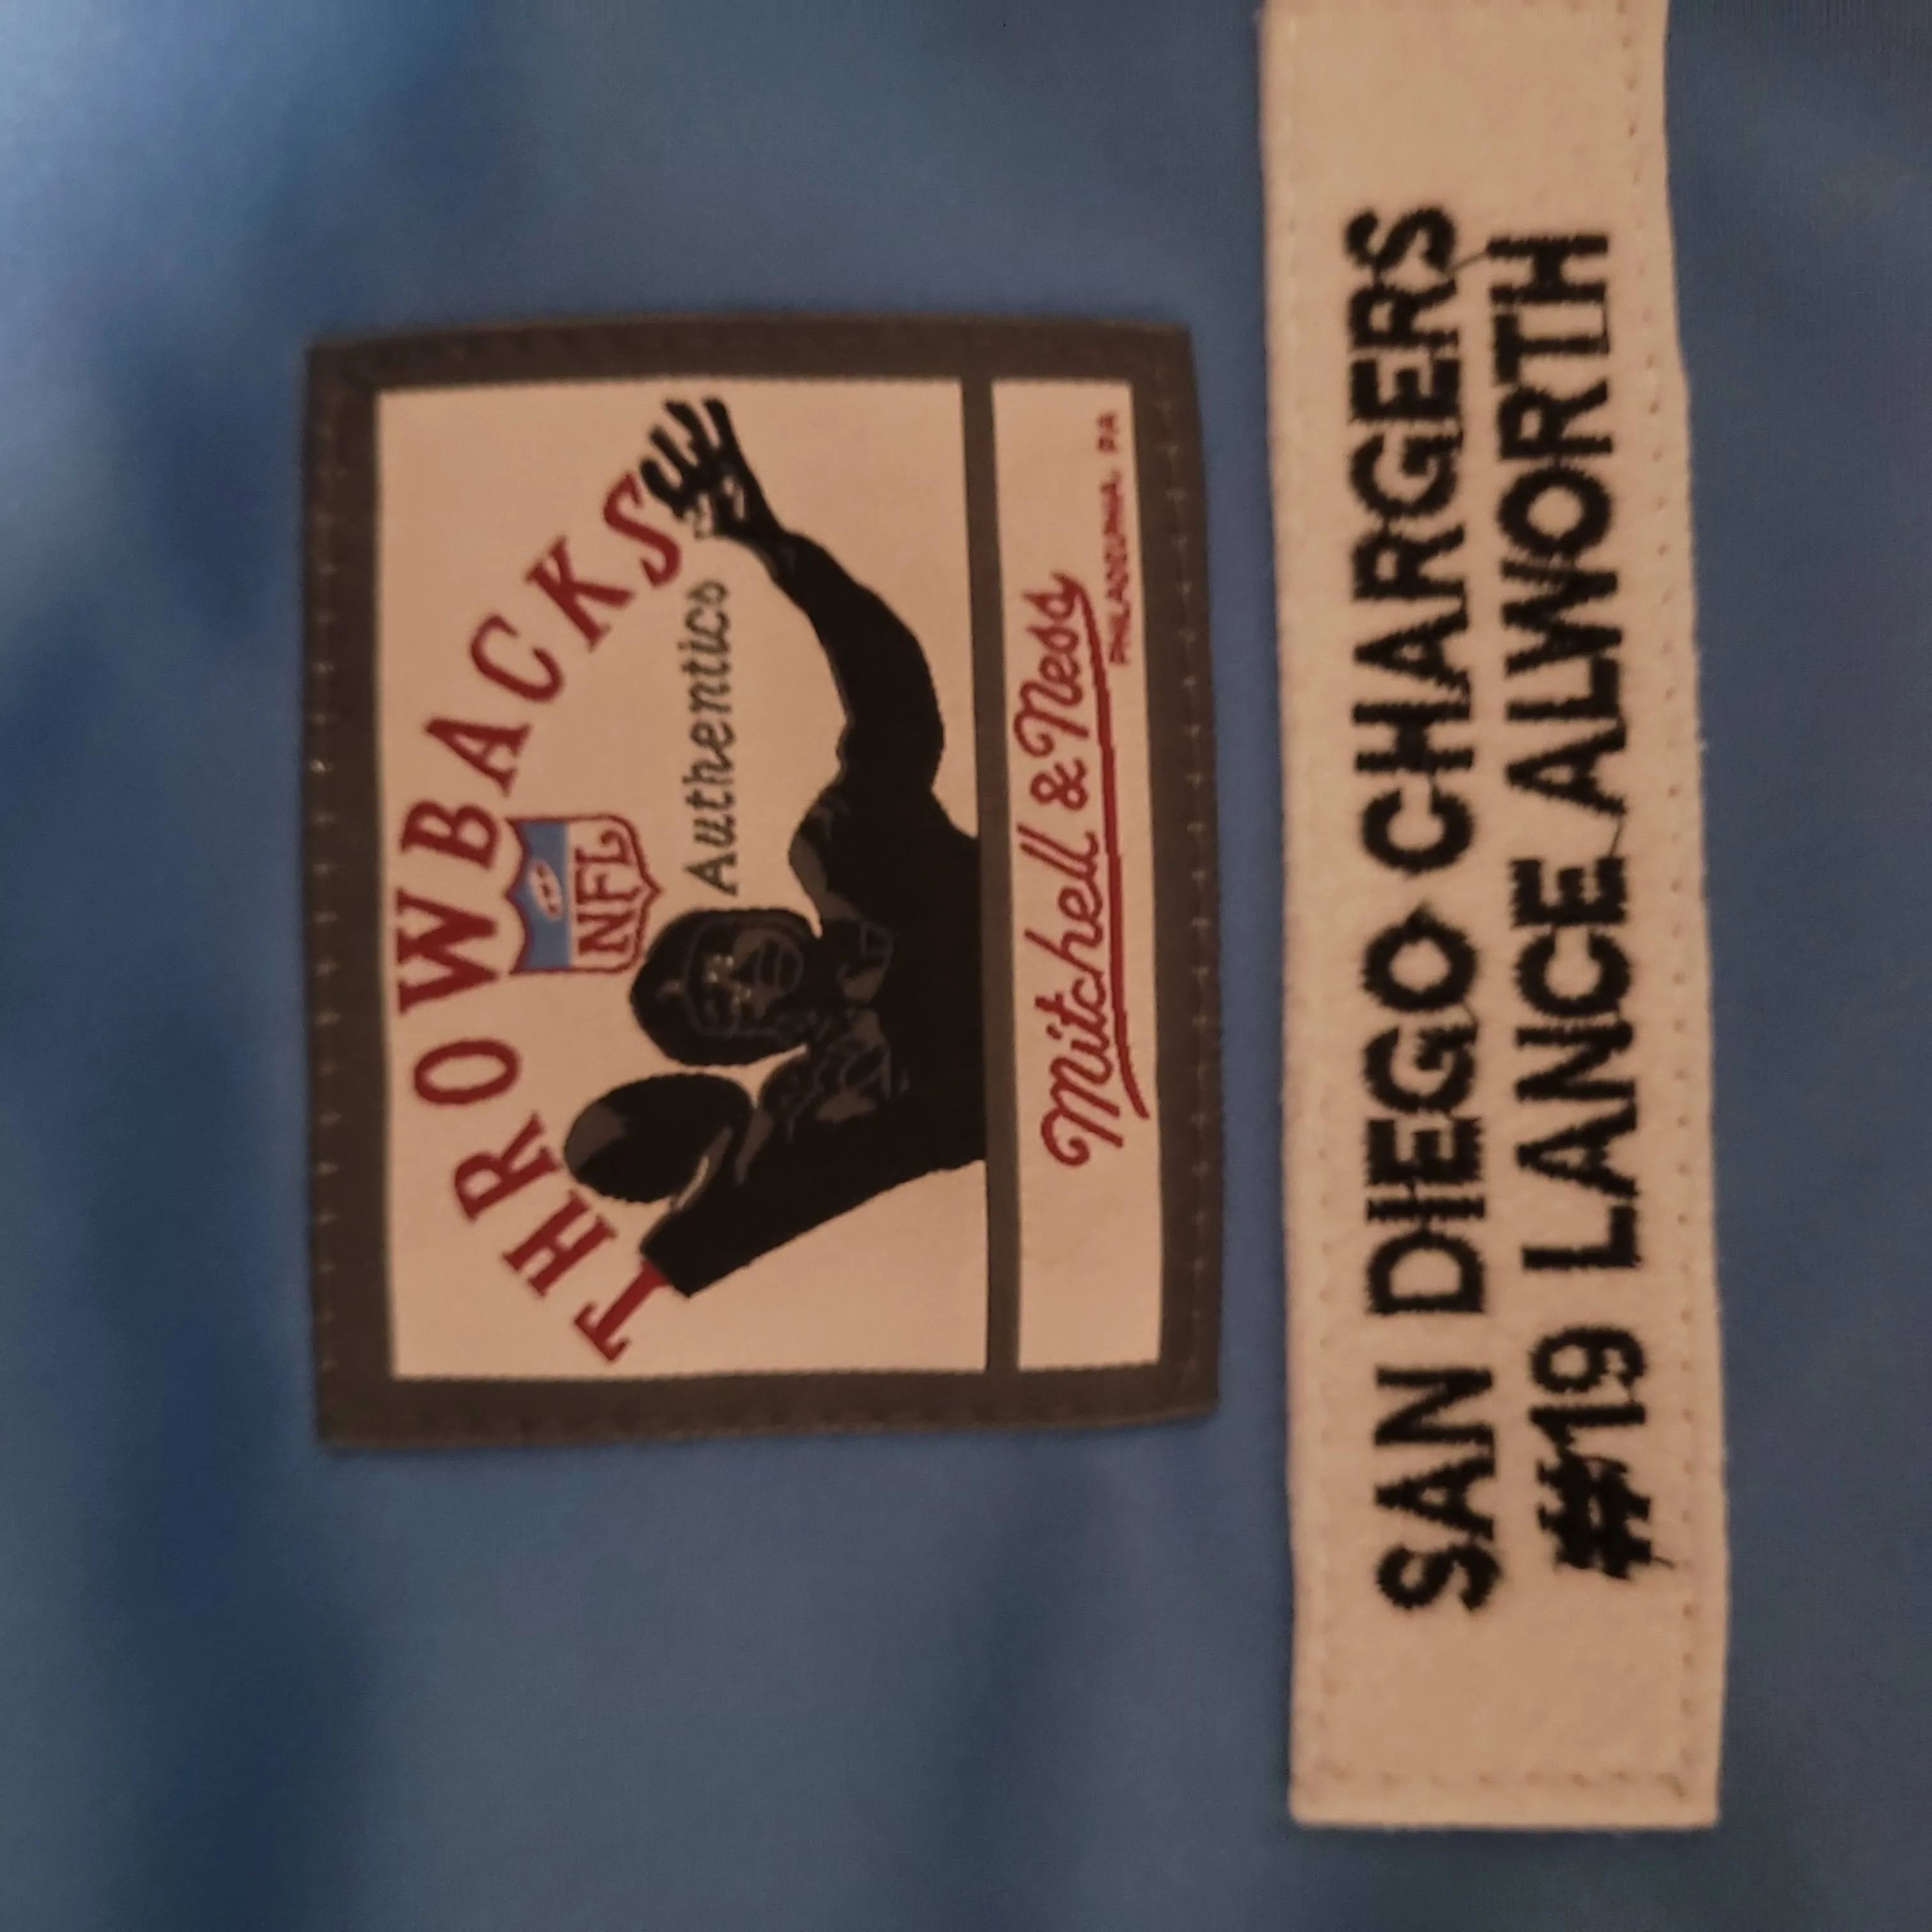 THROWBACKS
NFL
Authentics
Mitchell & Ness
PHILADELPHIA, PA
SAN DIEGO CHARGERS
#19 LANCE ALWORTH